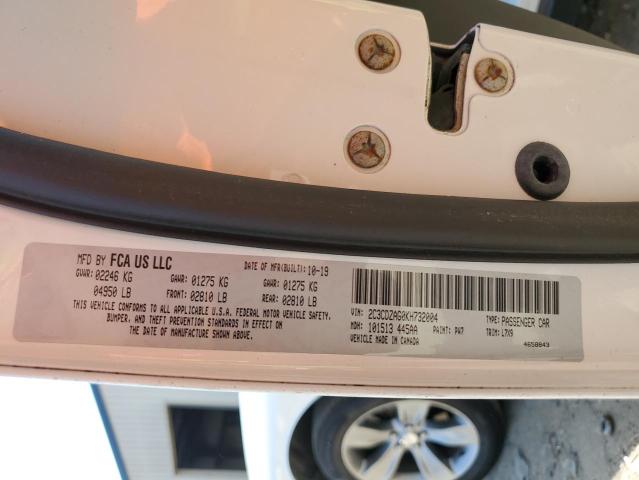 MFD BY FCA US LLC
DATE OF MFR(BUILT): 10-19
GVWR: 02246 KG
04950 LB
GAWR: 01275 KG
FRONT: 02810 LB
GAWR: 01275 KG
REAR: 02810 LB
THIS VEHICLE CONFORMS TO ALL APPLICABLE U.S.A. FEDERAL MOTOR VEHICLE SAFETY,
BUMPER, AND THEFT PREVENTION STANDARDS IN EFFECT ON THE
DATE OF MANUFACTURE SHOWN ABOVE.
VIN: 2C3CDZAG0KH732004
TYPE: PASSENGER CAR
MDH: 101513 445AA
PAINT: PW7
TRIM: L7X9
VEHICLE MADE IN CANADA
4658843